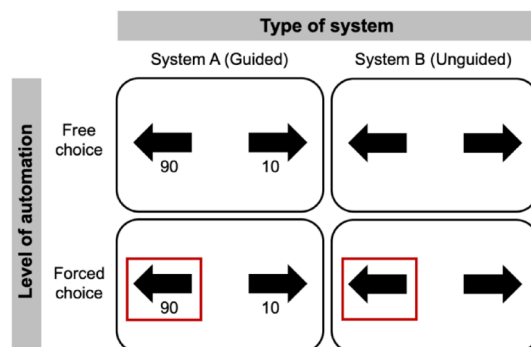 Type of system
System A (Guided) System B (Unguided)
Level of automation
Free
choice
90 10
Forced
choice
90 10